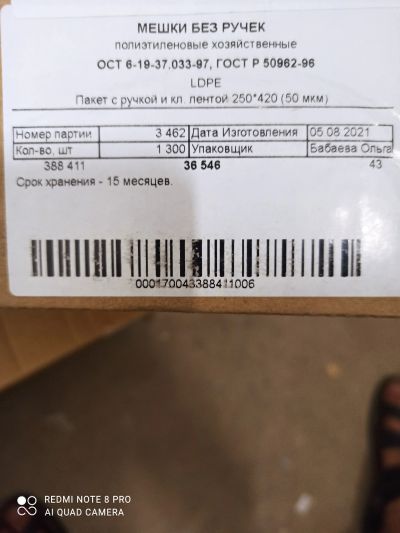 МЕШКИ БЕЗ РУЧЕК
полиэтиленовые хозяйственные
ОСТ 6-19-37.033-97, ГОСТ Р 50962-96
LDPE
Пакет с ручкой и кл. лентой 250*420 (50 мкм)
Номер партии 3 462 Дата Изготовления 05.08.2021
Кол-во, шт 1 300 Упаковщик Бабаева Ольга
388 411 36 546 43
Срок хранения - 15 месяцев.
00017004338841​1006
REDMI NOTE 8 PRO
AI QUAD CAMERA